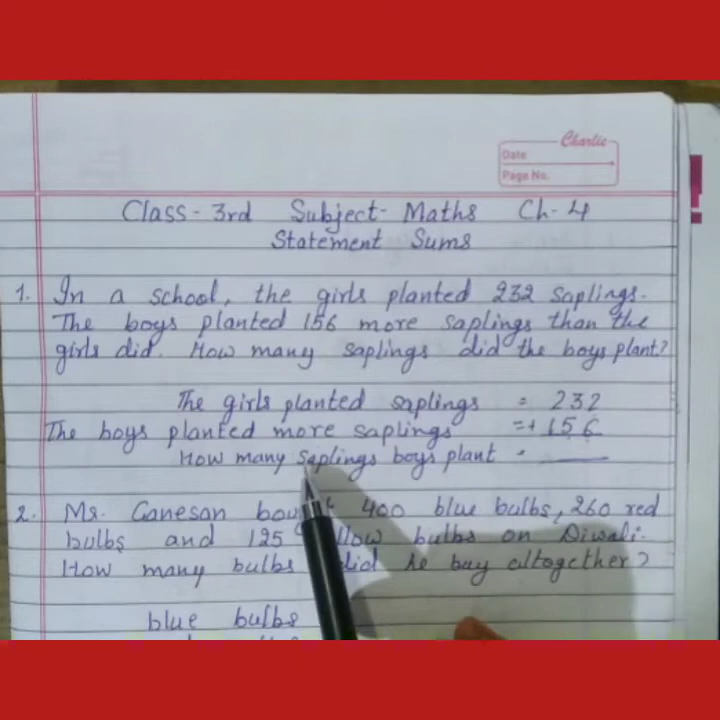 Charlie
Date
Page No.
Class - 3rd Subject - Maths Ch - 4
Statement Sums
1. In a school, the girls planted 232 saplings.
The boys planted 156 more saplings than the
girls did. How many saplings did the boys plant?
The girls planted saplings = 232
The boys planted more saplings =+ 156
How many saplings boys plant =
2. Mr. Ganesan 400 blue bulbs, 260 red
bulbs and 125 bulbs on Diwali.
How many bulbs did he buy altogether?
blue bulbs